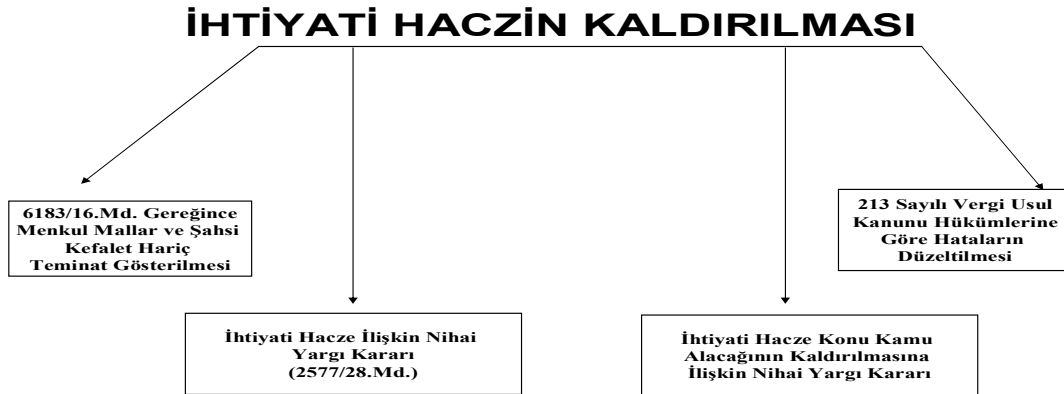 İHTİYATİ HACZİN KALDIRILMASI
6183/16.Md. Gereğince
Menkul Mallar ve Şahsi
Kefalet Hariç
Teminat Gösterilmesi
İhtiyati Hacze İlişkin Nihai
Yargı Kararı
(2577/28.Md.)
İhtiyati Hacze Konu Kamu
Alacağının Kaldırılmasına
İlişkin Nihai Yargı Kararı
213 Sayılı Vergi Usul
Kanunu Hükümlerine
Göre Hataların
Düzeltilmesi